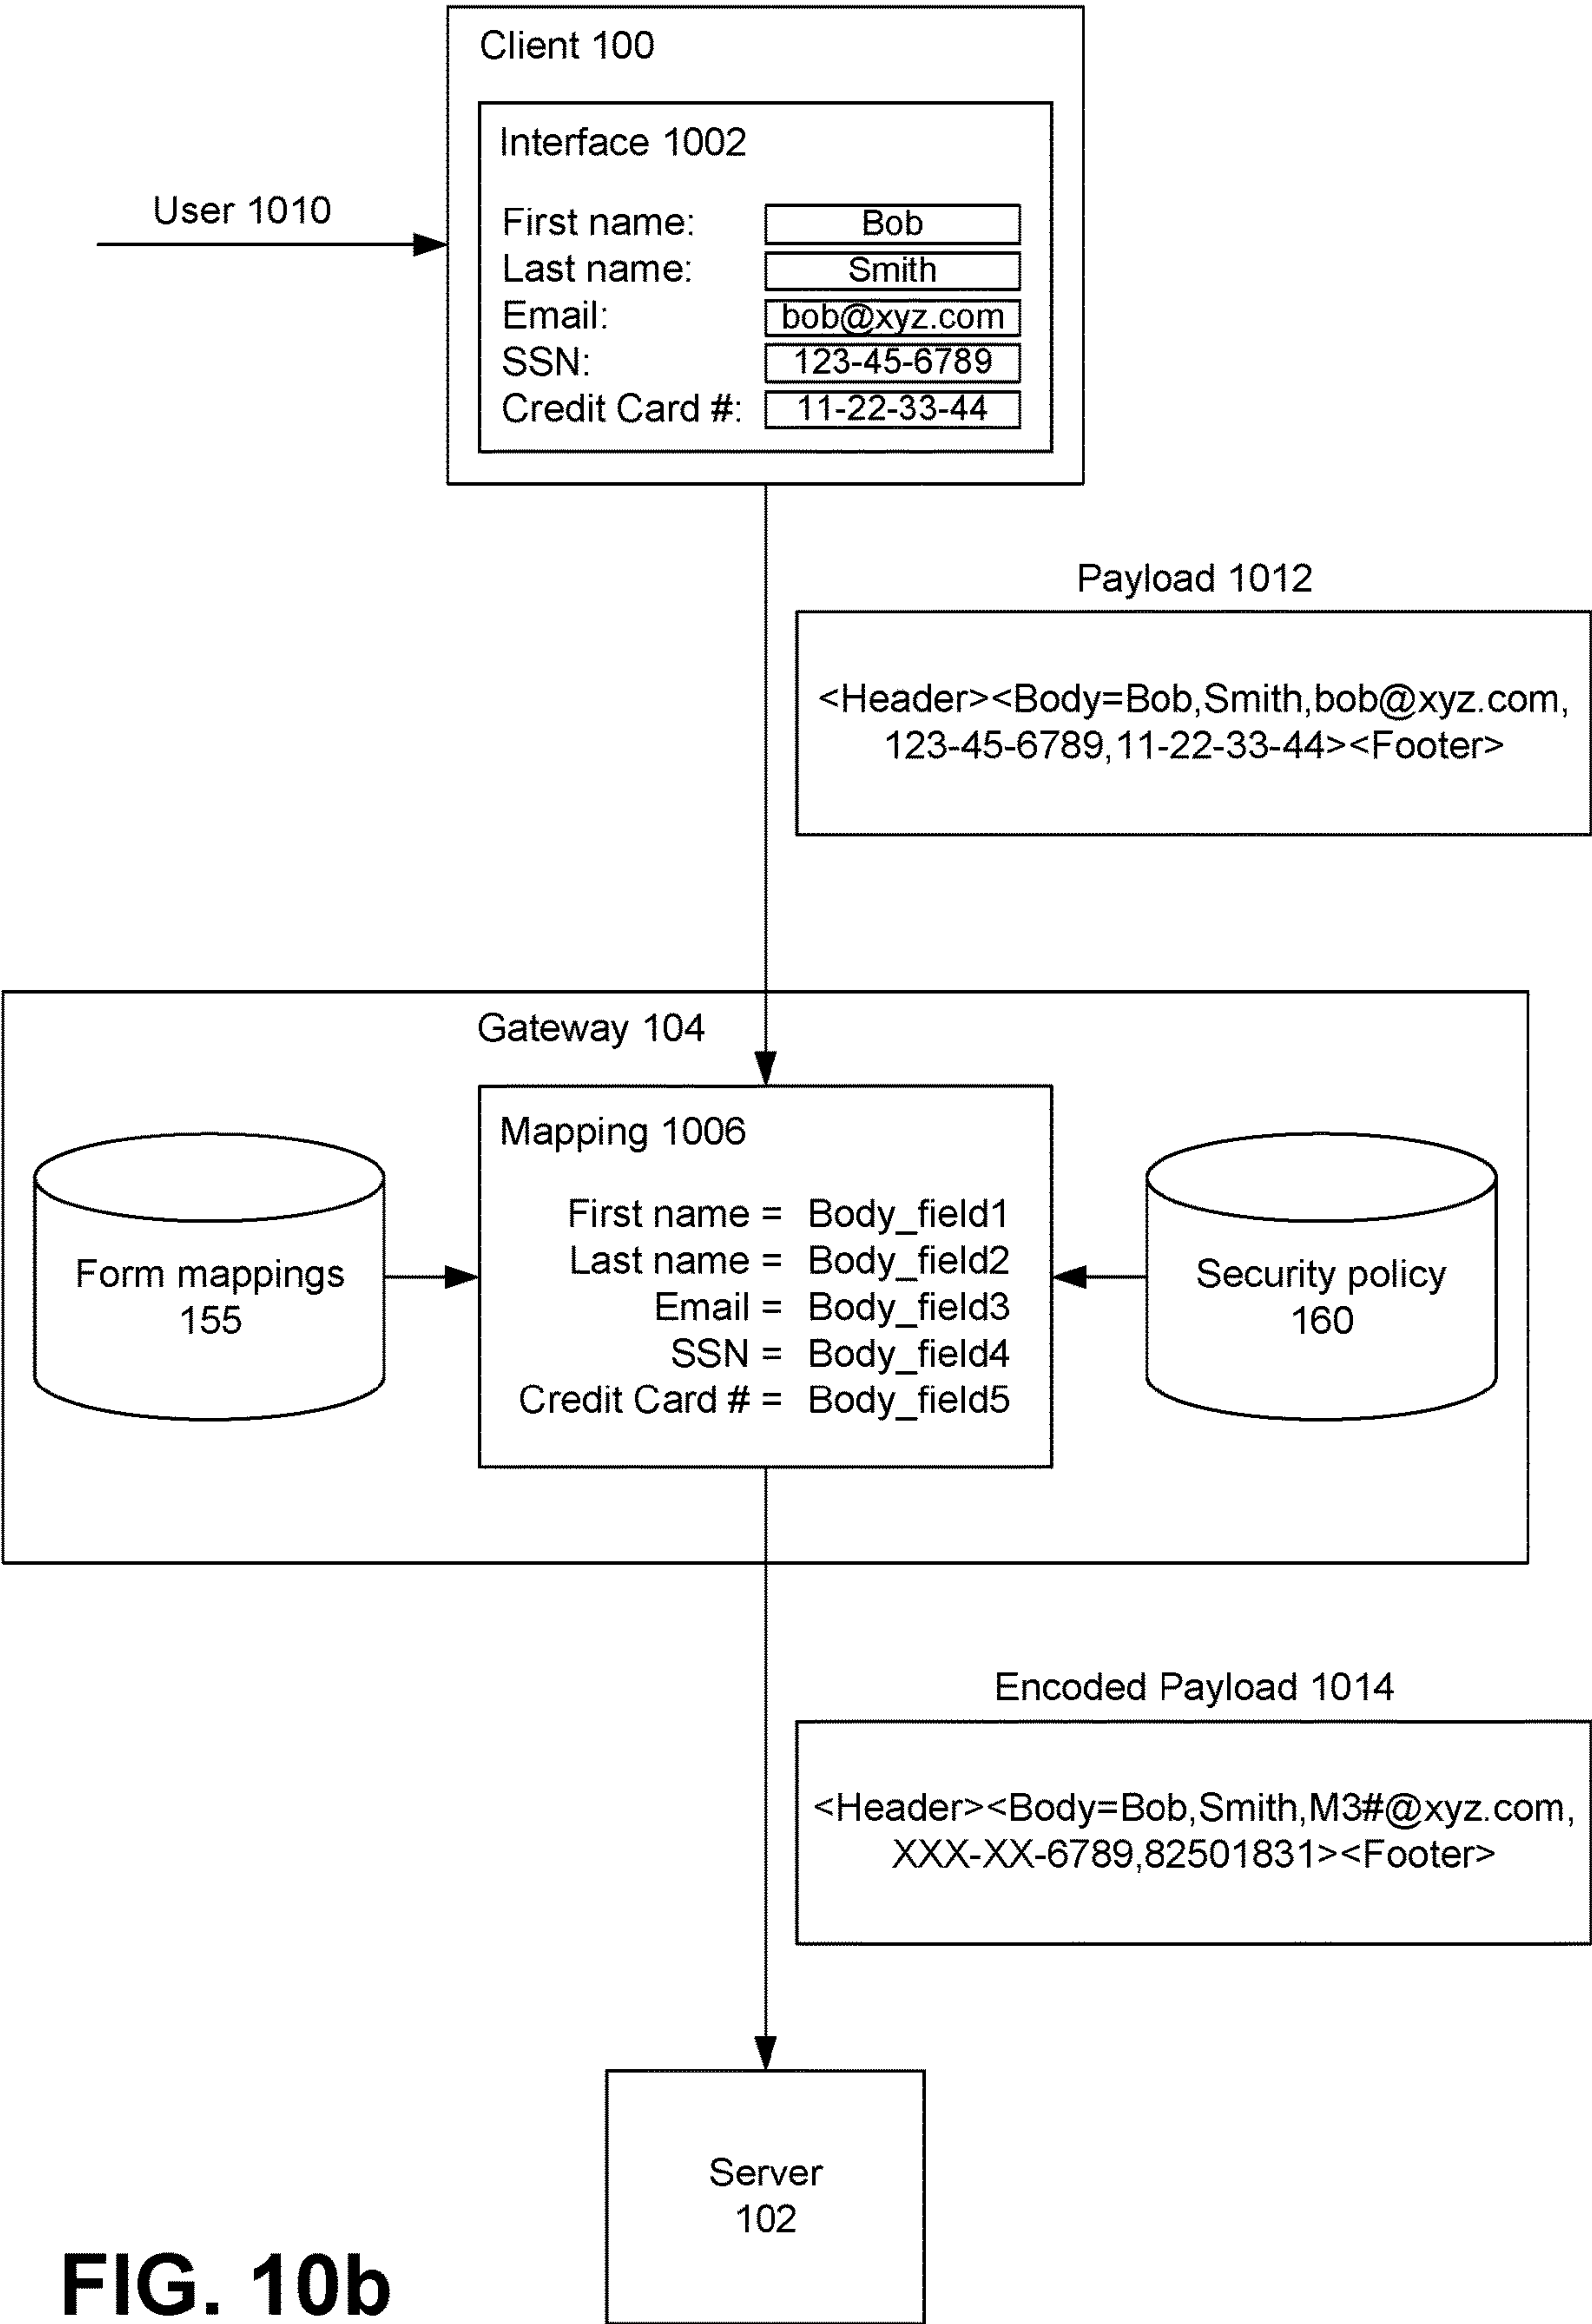 Client 100
Interface 1002
User 1010
First name: Bob
Last name: Smith
Email: bob@xyz.com
SSN: 123-45-6789
Credit Card #: 11-22-33-44
Payload 1012
<Header><Body=Bob,Smith,bob@xyz.com,
123-45-6789,11-22-33-44><Footer>
Gateway 104
Mapping 1006
First name = Body_field1
Last name = Body_field2
Email = Body_field3
SSN = Body_field4
Credit Card # = Body_field5
Form mappings
155
Security policy
160
Encoded Payload 1014
<Header><Body=Bob,Smith,M3#@xyz.com,
XXX-XX-6789,82501831><Footer>
Server
102
FIG. 10b